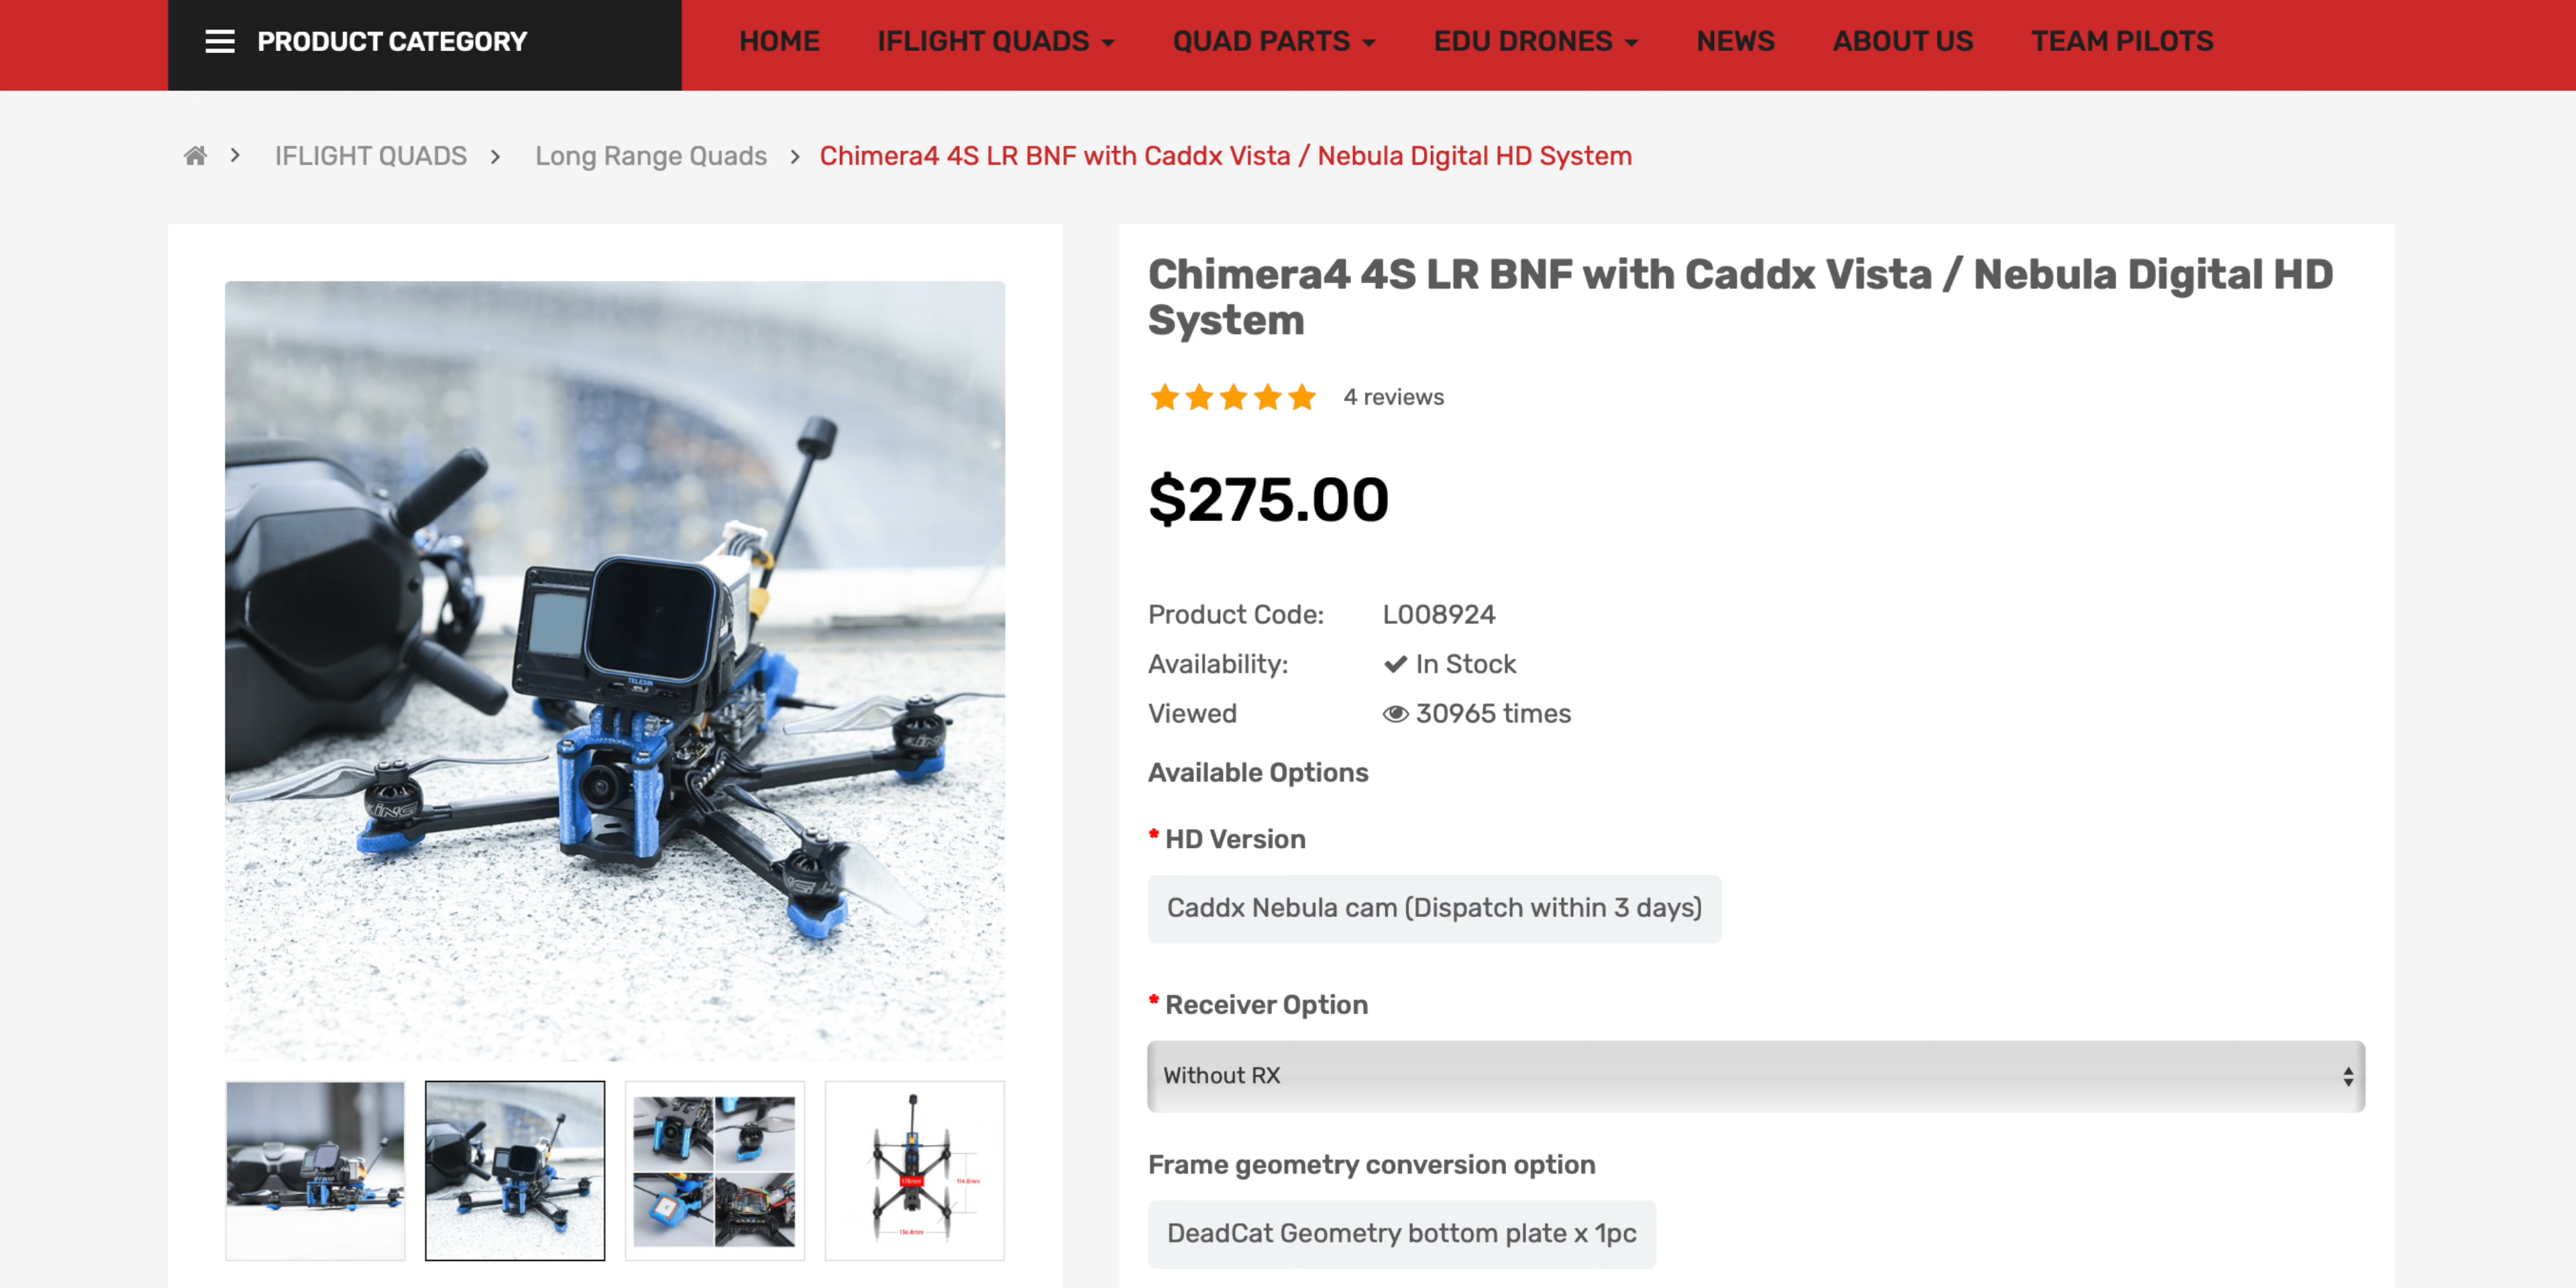 PRODUCT CATEGORY
HOME
IFLIGHT QUADS
QUAD PARTS
EDU DRONES
NEWS
ABOUT US
TEAM PILOTS
IFLIGHT QUADS
Long Range Quads
Chimera4 4S LR BNF with Caddx Vista / Nebula Digital HD System
Chimera4 4S LR BNF with Caddx Vista / Nebula Digital HD
System
4 reviews
$275.00
Product Code: L008924
Availability: In Stock
Viewed 30965 times
Available Options
* HD Version
Caddx Nebula cam (Dispatch within 3 days)
* Receiver Option
Without RX
Frame geometry conversion option
DeadCat Geometry bottom plate x 1pc
TELESIN
XING